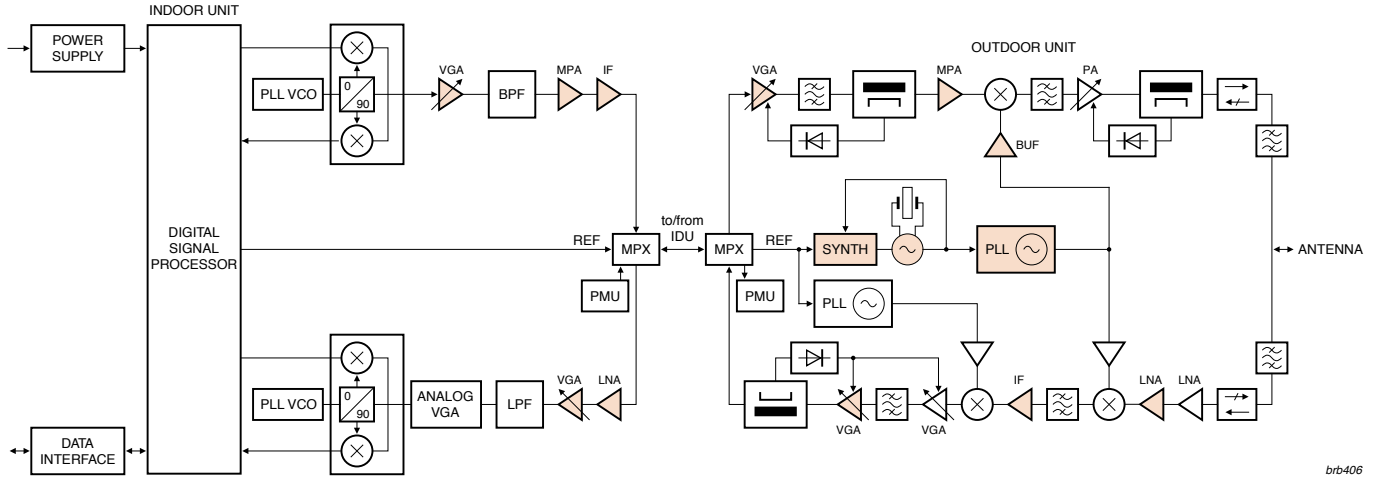 INDOOR UNIT
POWER
SUPPLY
OUTDOOR UNIT
VGA
MPA
IF
VGA
MPA
PA
PLL VCO
0
90
BPF
BUF
DIGITAL
SIGNAL
PROCESSOR
REF
MPX
to/from
IDU
MPX
REF
SYNTH
PLL
ANTENNA
PMU
PMU
PLL
PLL VCO
0
90
ANALOG
VGA
LPF
VGA
LNA
VGA
VGA
IF
LNA
LNA
DATA
INTERFACE
brb406